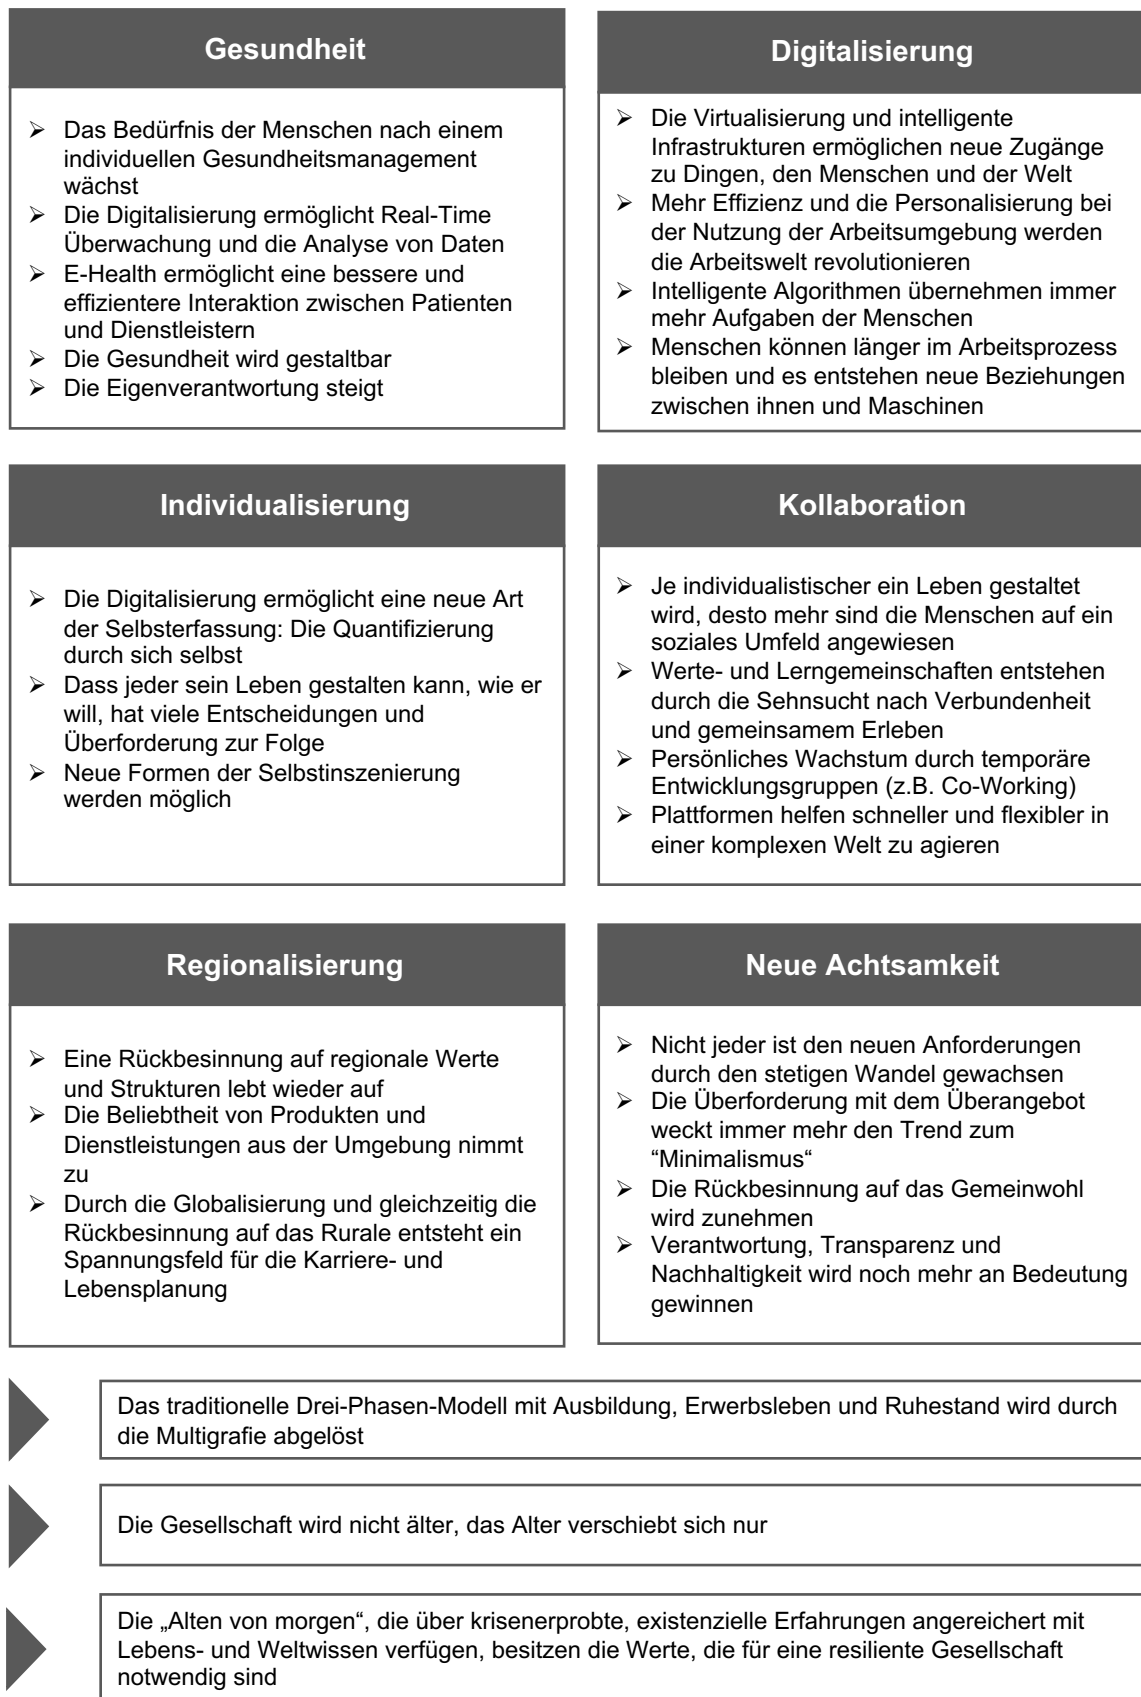 Gesundheit
➢ Das Bedürfnis der Menschen nach einem
individuellen Gesundheitsmanagement
wächst
➢ Die Digitalisierung ermöglicht Real-Time
Überwachung und die Analyse von Daten
➢ E-Health ermöglicht eine bessere und
effizientere Interaktion zwischen Patienten
und Dienstleistern
➢ Die Gesundheit wird gestaltbar
➢ Die Eigenverantwortung steigt
Digitalisierung
➢ Die Virtualisierung und intelligente
Infrastrukturen ermöglichen neue Zugänge
zu Dingen, den Menschen und der Welt
➢ Mehr Effizienz und die Personalisierung bei
der Nutzung der Arbeitsumgebung werden
die Arbeitswelt revolutionieren
➢ Intelligente Algorithmen übernehmen immer
mehr Aufgaben der Menschen
➢ Menschen können länger im Arbeitsprozess
bleiben und es entstehen neue Beziehungen
zwischen ihnen und Maschinen
Individualisierung
➢ Die Digitalisierung ermöglicht eine neue Art
der Selbsterfassung: Die Quantifizierung
durch sich selbst
➢ Dass jeder sein Leben gestalten kann, wie er
will, hat viele Entscheidungen und
Überforderung zur Folge
➢ Neue Formen der Selbstinszenierung
werden möglich
Kollaboration
➢ Je individualistischer ein Leben gestaltet
wird, desto mehr sind die Menschen auf ein
soziales Umfeld angewiesen
➢ Werte- und Lerngemeinschaften entstehen
durch die Sehnsucht nach Verbundenheit
und gemeinsamem Erleben
➢ Persönliches Wachstum durch temporäre
Entwicklungsgruppen (z.B. Co-Working)
➢ Plattformen helfen schneller und flexibler in
einer komplexen Welt zu agieren
Regionalisierung
➢ Eine Rückbesinnung auf regionale Werte
und Strukturen lebt wieder auf
➢ Die Beliebtheit von Produkten und
Dienstleistungen aus der Umgebung nimmt
zu
➢ Durch die Globalisierung und gleichzeitig die
Rückbesinnung auf das Rurale entsteht ein
Spannungsfeld für die Karriere- und
Lebensplanung
Neue Achtsamkeit
➢ Nicht jeder ist den neuen Anforderungen
durch den stetigen Wandel gewachsen
➢ Die Überforderung mit dem Überangebot
weckt immer mehr den Trend zum
“Minimalismus“
➢ Die Rückbesinnung auf das Gemeinwohl
wird zunehmen
➢ Verantwortung, Transparenz und
Nachhaltigkeit wird noch mehr an Bedeutung
gewinnen
Das traditionelle Drei-Phasen-Modell mit Ausbildung, Erwerbsleben und Ruhestand wird durch
die Multigrafie abgelöst
Die Gesellschaft wird nicht älter, das Alter verschiebt sich nur
Die „Alten von morgen“, die über krisenerprobte, existenzielle Erfahrungen angereichert mit
Lebens- und Weltwissen verfügen, besitzen die Werte, die für eine resiliente Gesellschaft
notwendig sind